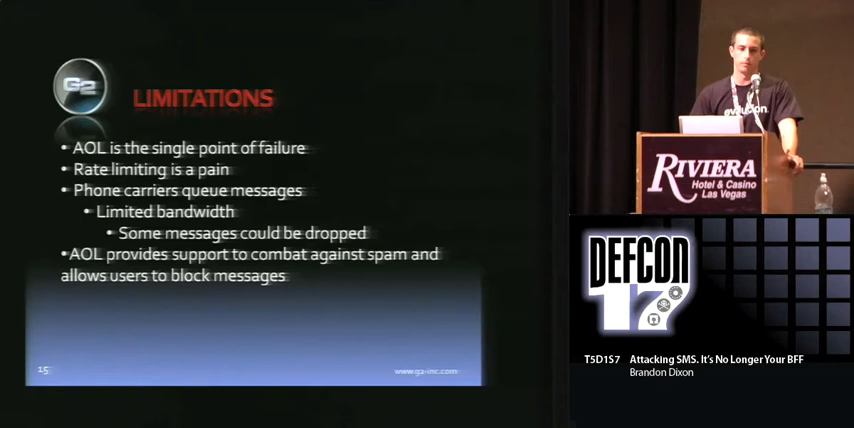 G2
LIMITATIONS
• AOL is the single point of failure
• Rate limiting is a pain
• Phone carriers queue messages
• Limited bandwidth
• Some messages could be dropped
• AOL provides support to combat against spam and
allows users to block messages
15
www.g2-inc.com
evolution
RIVIERA
Hotel & Casino
Las Vegas
DEFCON
17
T5D1S7 Attacking SMS. It's No Longer Your BFF
Brandon Dixon